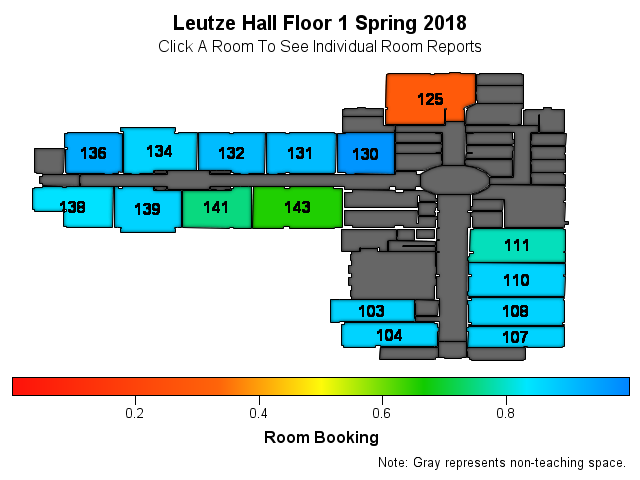 Leutze Hall Floor 1 Spring 2018
Click A Room To See Individual Room Reports
125
136 134 132 131 130
138 139 141 143
111
110
103 108
104 107
0.2 0.4 0.6 0.8
Room Booking
Note: Gray represents non-teaching space.